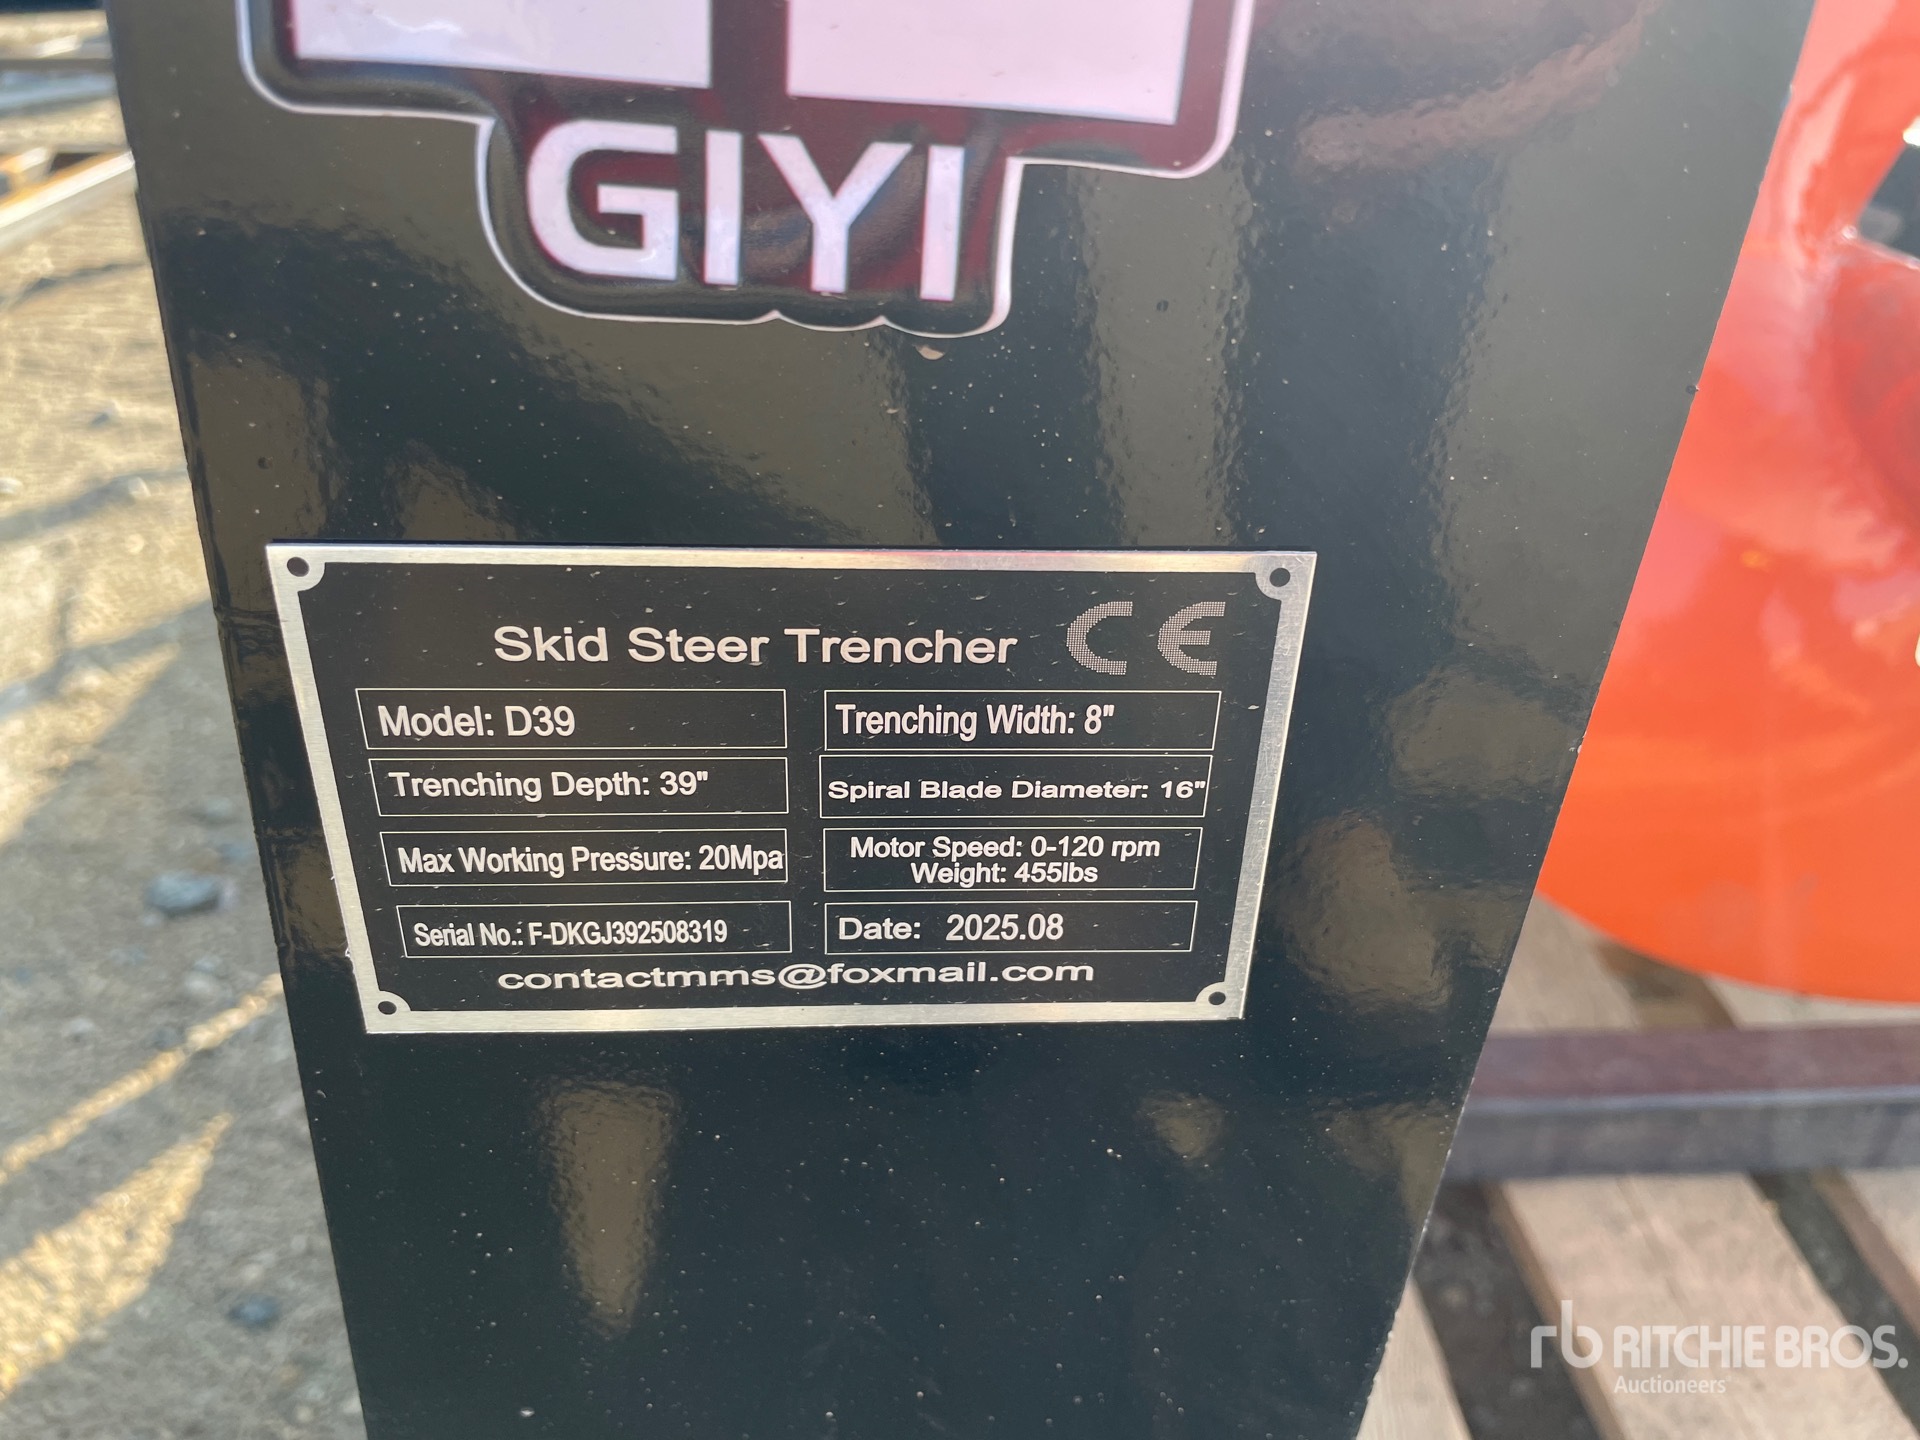 GIYI
Skid Steer Trencher CE
Model: D39
Trenching Width: 8"
Trenching Depth: 39"
Spiral Blade Diameter: 16"
Max Working Pressure: 20Mpa
Motor Speed: 0-120 rpm
Weight: 455lbs
Serial No.: F-DKGJ392508319
Date: 2025.08
contactmms@foxmail.com
rb RITCHIE BROS.
Auctioneers